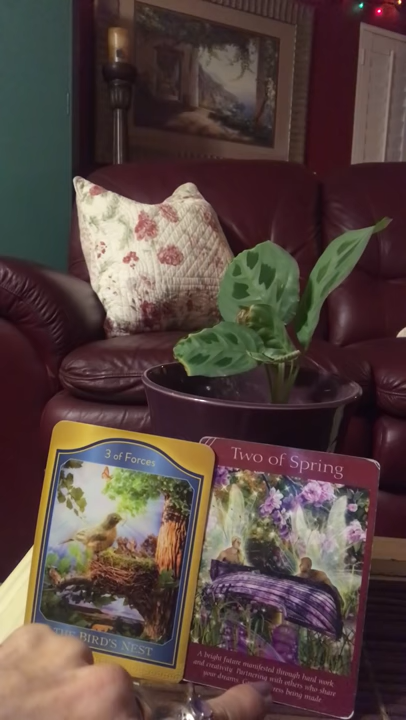 3 of Forces
THE BIRD'S NEST
Two of Spring
A bright future manifested through hard work
and creativity. Partnering with others who share
your dreams. being made